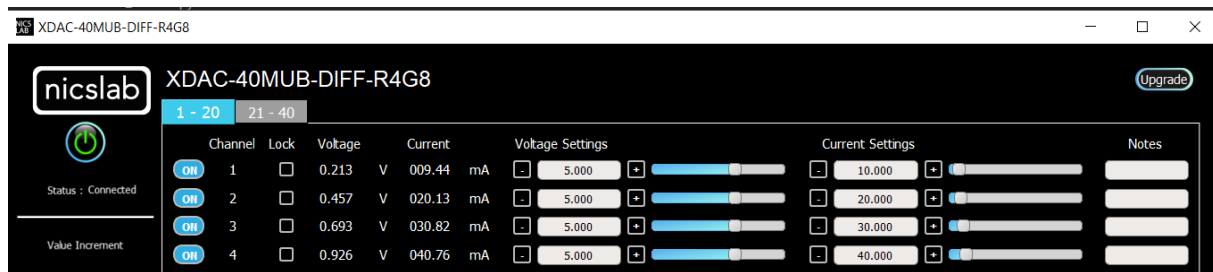 NICS LAB XDAC-40MUB-DIFF-R4G8
nicslab XDAC-40MUB-DIFF-R4G8 Upgrade
1 - 20 21 - 40
Channel Lock Voltage Current Voltage Settings Current Settings Notes
ON 1 0.213 V 009.44 mA - 5.000 + - 10.000 +
Status : Connected
ON 2 0.457 V 020.13 mA - 5.000 + - 20.000 +
ON 3 0.693 V 030.82 mA - 5.000 + - 30.000 +
Value Increment
ON 4 0.926 V 040.76 mA - 5.000 + - 40.000 +